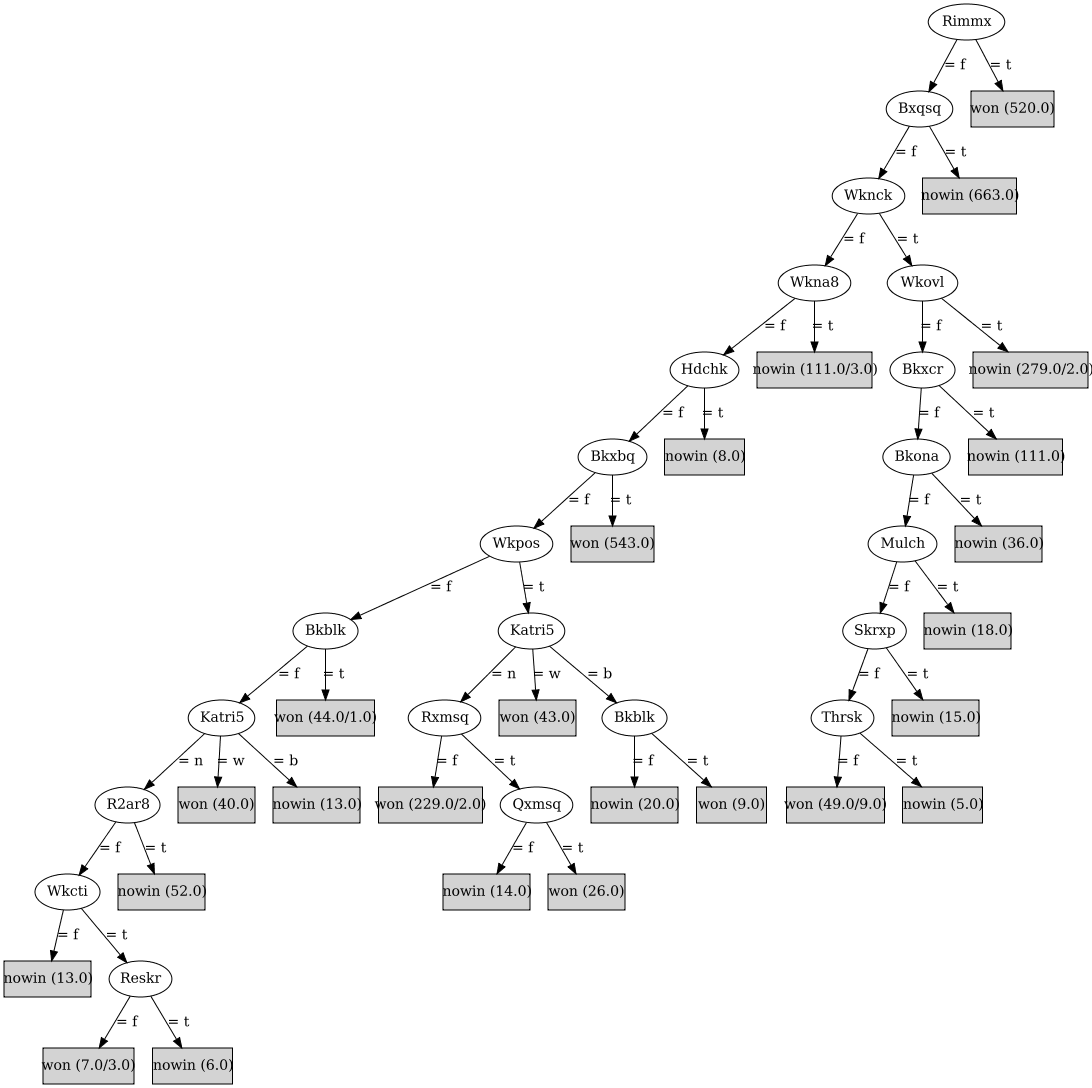 Rimmx
= f = t
Bxqsq won (520.0)
= f = t
Wknck nowin (663.0)
= f = t
Wkna8 Wkovl
= f = t = f = t
Hdchk nowin (111.0/3.0) Bkxcr nowin (279.0/2.0)
= f = t = f = t
Bkxbq nowin (8.0) Bkona nowin (111.0)
= f = t = f = t
Wkpos won (543.0) Mulch nowin (36.0)
= f = t = f = t
Bkblk Katri5 Skrxp nowin (18.0)
= f = t = n = w = b = f = t
Katri5 won (44.0/1.0) Rxmsq won (43.0) Bkblk Thrsk nowin (15.0)
= n = w = b = f = t = f = t = f = t
R2ar8 won (40.0) nowin (13.0) won (229.0/2.0) Qxmsq nowin (20.0) won (9.0) won (49.0/9.0) nowin (5.0)
= f = t = f = t
Wkcti nowin (52.0) nowin (14.0) won (26.0)
= f = t
nowin (13.0) Reskr
= f = t
won (7.0/3.0) nowin (6.0)